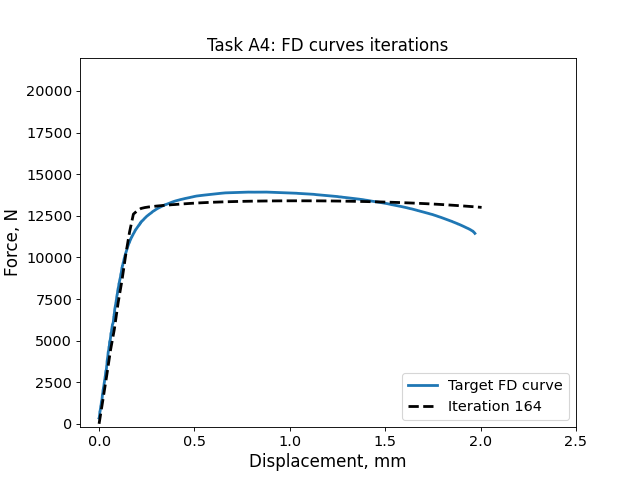 Task A4: FD curves iterations
Force, N
20000
17500
15000
12500
10000
7500
5000
2500
0
Target FD curve
Iteration 164
0.0 0.5 1.0 1.5 2.0 2.5
Displacement, mm